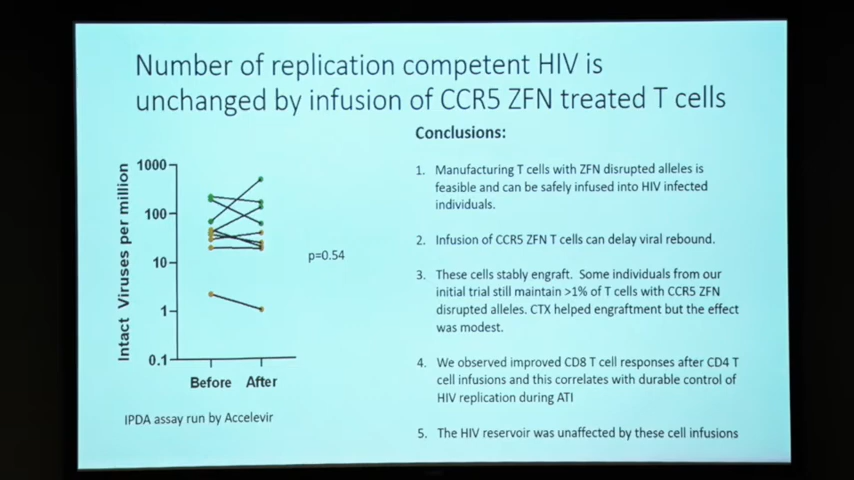 Number of replication competent HIV is
unchanged by infusion of CCR5 ZFN treated T cells
Conclusions:
1. Manufacturing T cells with ZFN disrupted alleles is
feasible and can be safely infused into HIV infected
individuals.
2. Infusion of CCR5 ZFN T cells can delay viral rebound.
3. These cells stably engraft. Some individuals from our
initial trial still maintain >1% of T cells with CCR5 ZFN
disrupted alleles. CTX helped engraftment but the effect
was modest.
4. We observed improved CD8 T cell responses after CD4 T
cell infusions and this correlates with durable control of
HIV replication during ATI
5. The HIV reservoir was unaffected by these cell infusions
Intact Viruses per million
1000
100
10
1
0.1
p=0.54
Before After
IPDA assay run by Accelevir